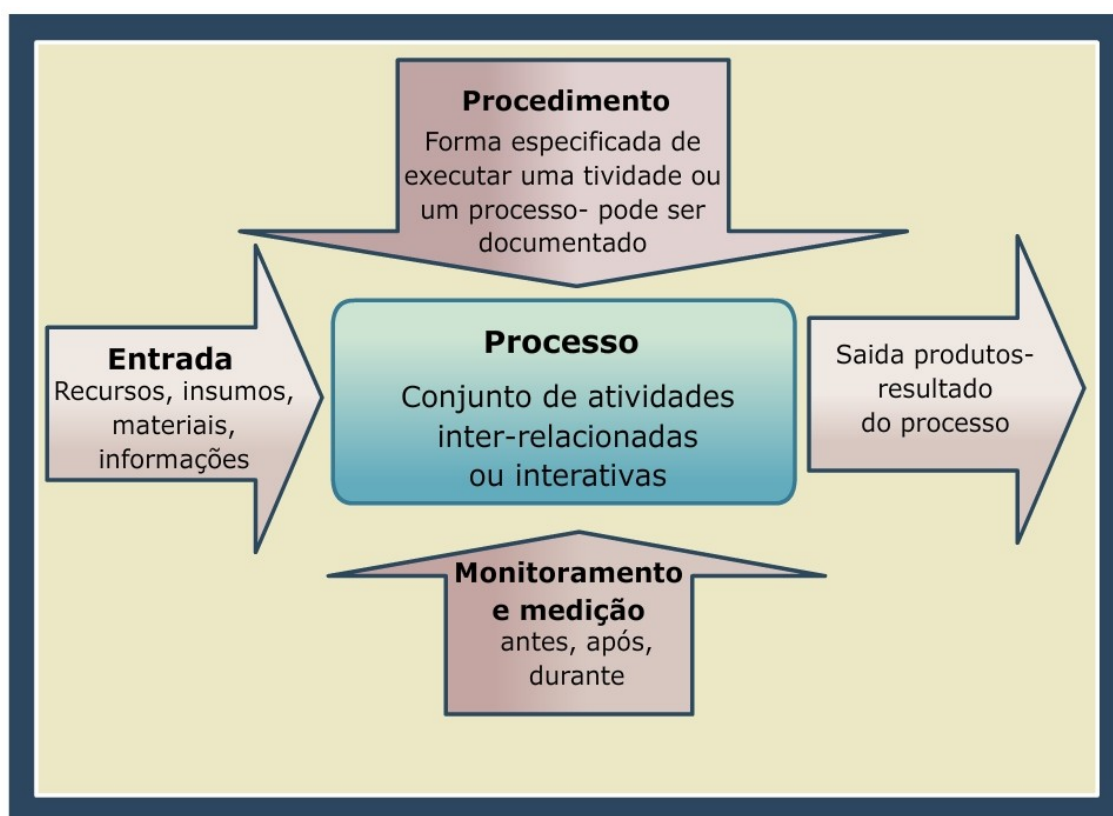 Procedimento
Forma especificada de
executar uma tividade ou
um processo- pode ser
documentado
Entrada
Recursos, insumos,
materiais,
informações
Processo
Conjunto de atividades
inter-relacionadas
ou interativas
Saida produtos-
resultado
do processo
Monitoramento
e medição
antes, após,
durante